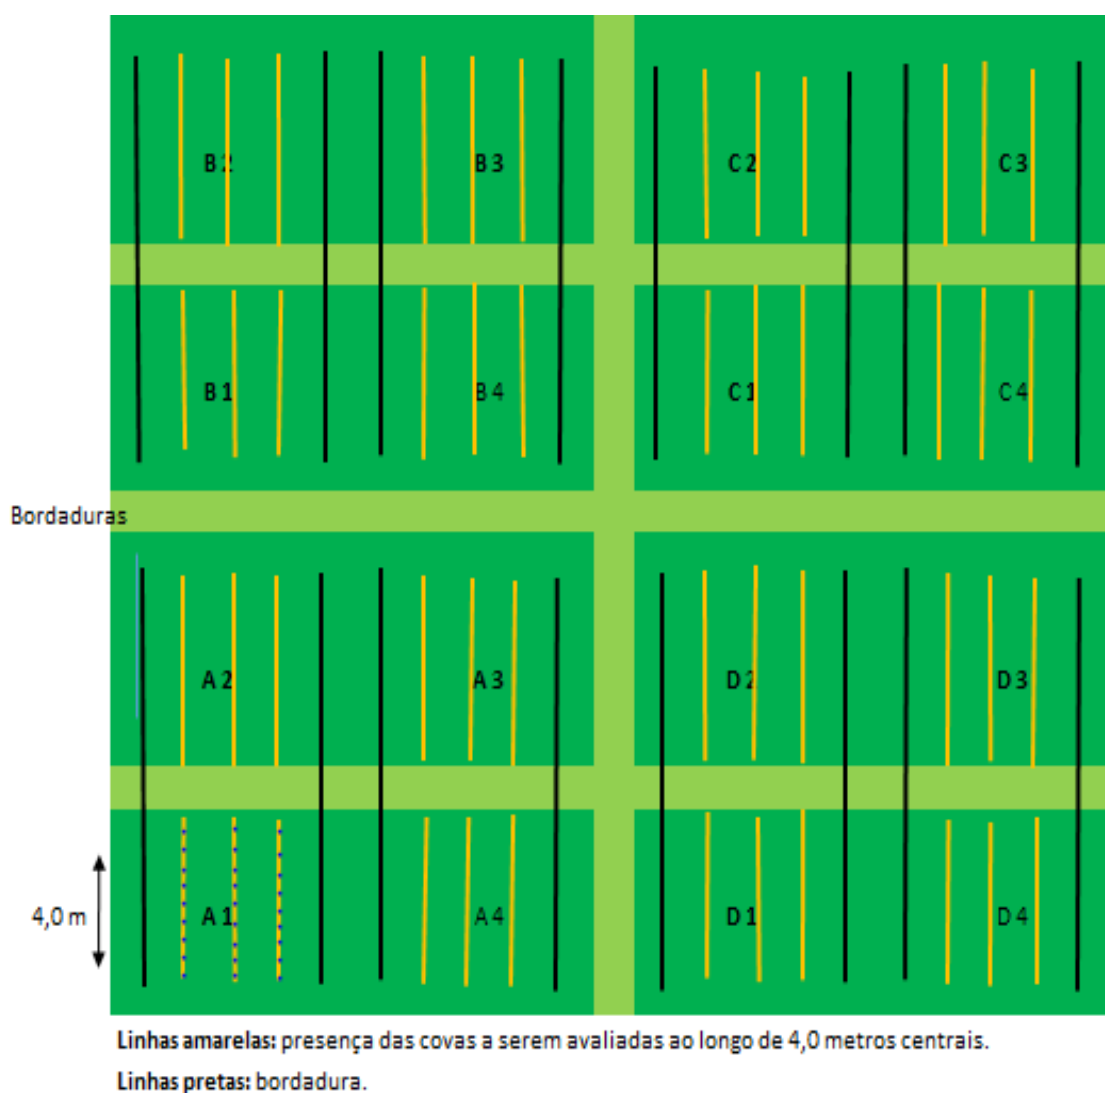 B 2
B 3
C 2
C 3
B 1
B 4
C 1
C 4
Bordaduras
A 2
A 3
D 2
D 3
4,0 m
A 1
A 4
D 1
D 4
Linhas amarelas: presença das covas a serem avaliadas ao longo de 4,0 metros centrais.
Linhas pretas: bordadura.